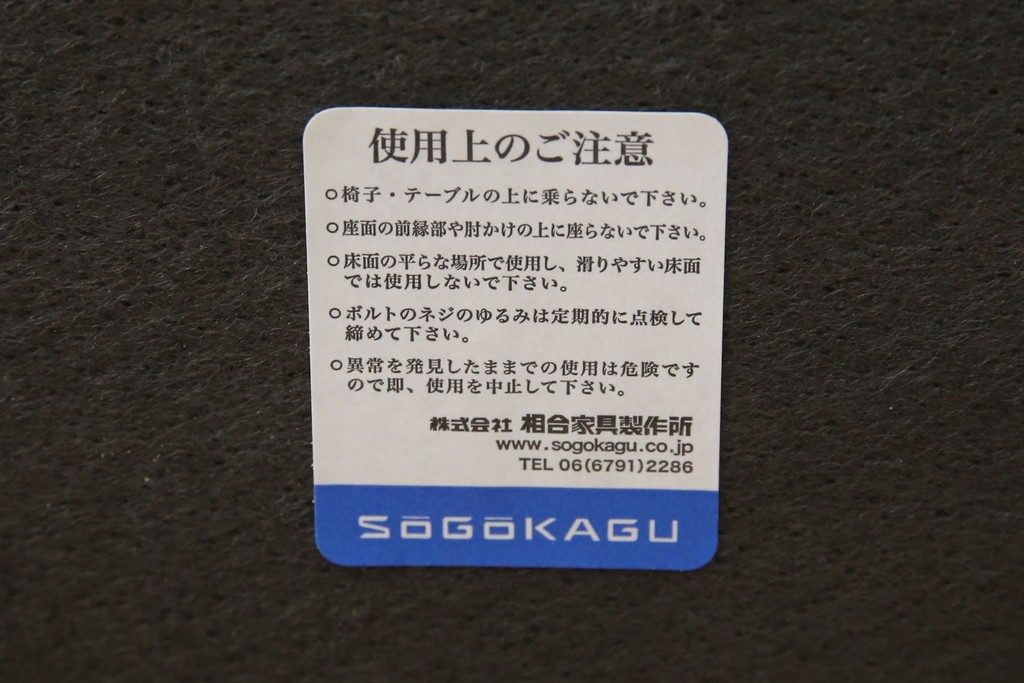 使用上のご注意
○椅子・テーブルの上に乗らないで下さい。
○座面の前縁部や肘かけの上に座らないで下さい。
○床面の平らな場所で使用し、滑りやすい床面
では使用しないで下さい。
○ボルトのネジのゆるみは定期的に点検して
締めて下さい。
○異常を発見したままでの使用は危険です
ので即、使用を中止して下さい。
株式会社 相合家具製作所
www.sogokagu.co.jp
TEL 06(6791)2286
SōGōKAGU